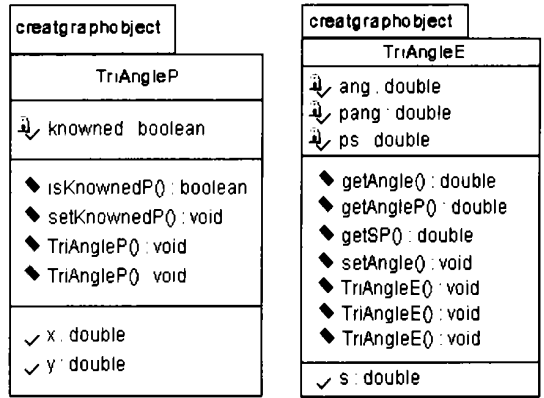 creatgraphobject
TriAngleP
knowned boolean
isKnownedP() : boolean
setKnownedP() : void
TriAngleP() : void
TriAngleP() void
x : double
y : double
creatgraphobject
TriAngleE
ang : double
pang : double
ps double
getAngle() : double
getAngleP() : double
getSP() : double
setAngle() : void
TriAngleE() : void
TriAngleE() : void
TriAngleE() : void
s : double